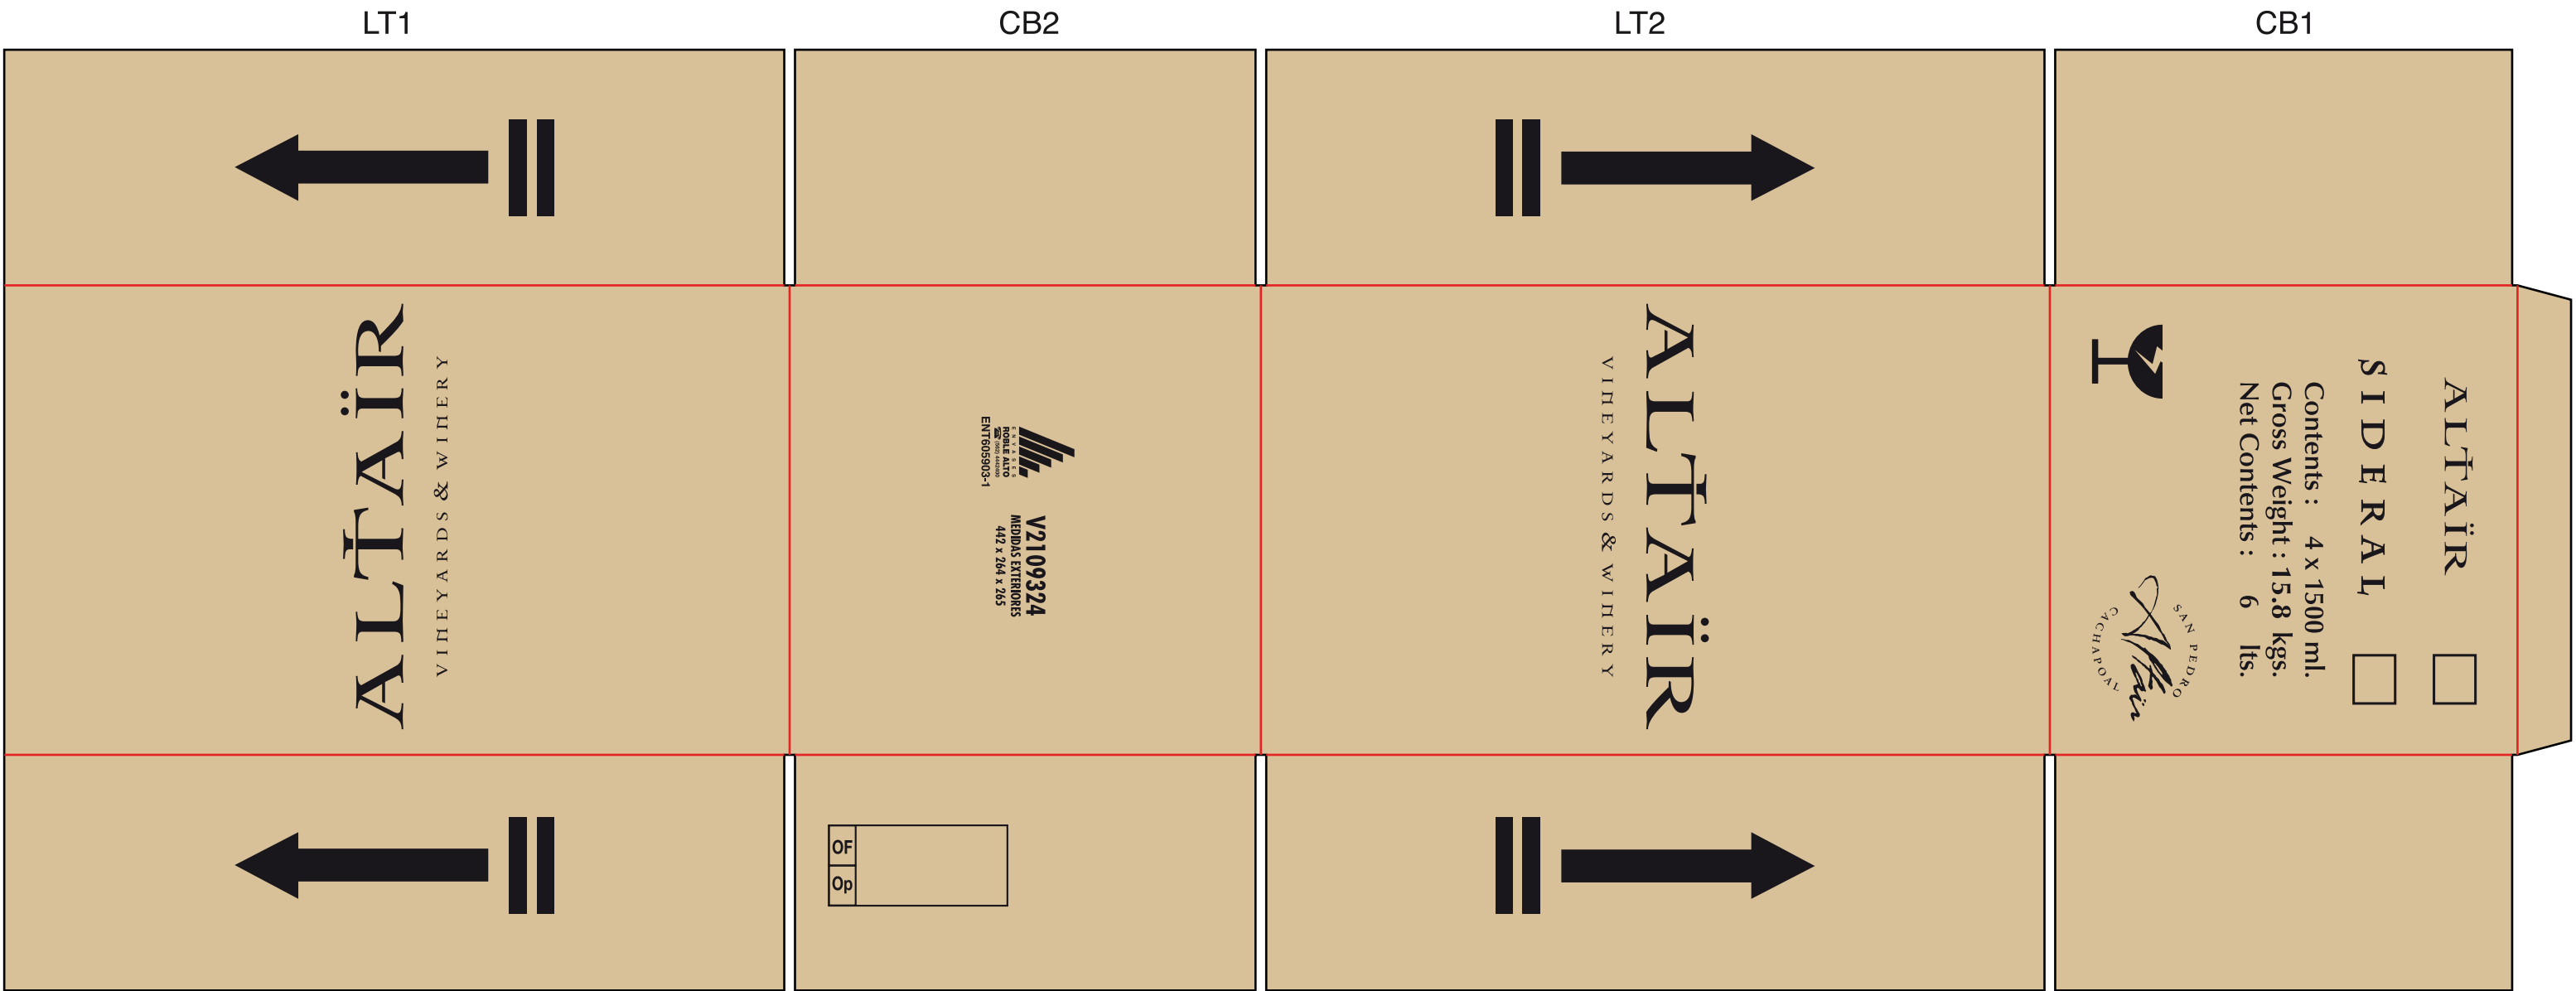 LT1
CB2
LT2
CB1
ALTAÏR
VINEYARDS & WINERY
ENVASES
ROBLE ALTO
ENT605903-1
V2109324
MEDIDAS EXTERIORES
442 x 264 x 265
OF
Op
ALTAÏR
VINEYARDS & WINERY
ALTAÏR
SIDERAL
Contents : 4 x 1500 ml.
Gross Weight : 15.8 kgs.
Net Contents : 6 lts.
SAN PEDRO
Altaïr
CACHAPOAL